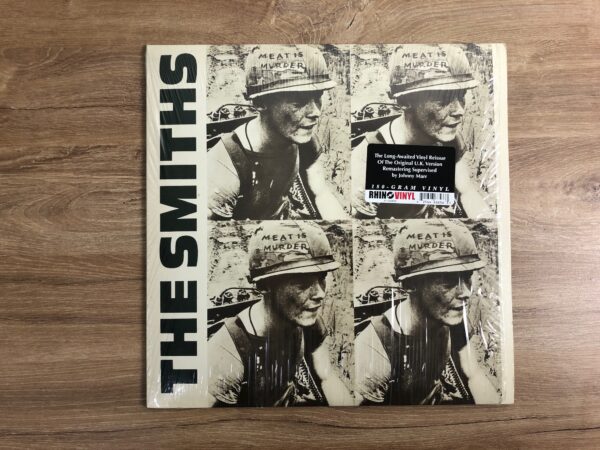 THE SMITHS
MEAT IS
MURDER
MEAT IS
MURDER
The Long-Awaited Vinyl Reissue
Of The Original U.K. Version
Remastering Supervised
by Johnny Marr
180-GRAM VINYL
RHINO VINYL
MEAT IS
MURDER
MEAT IS
MURDER